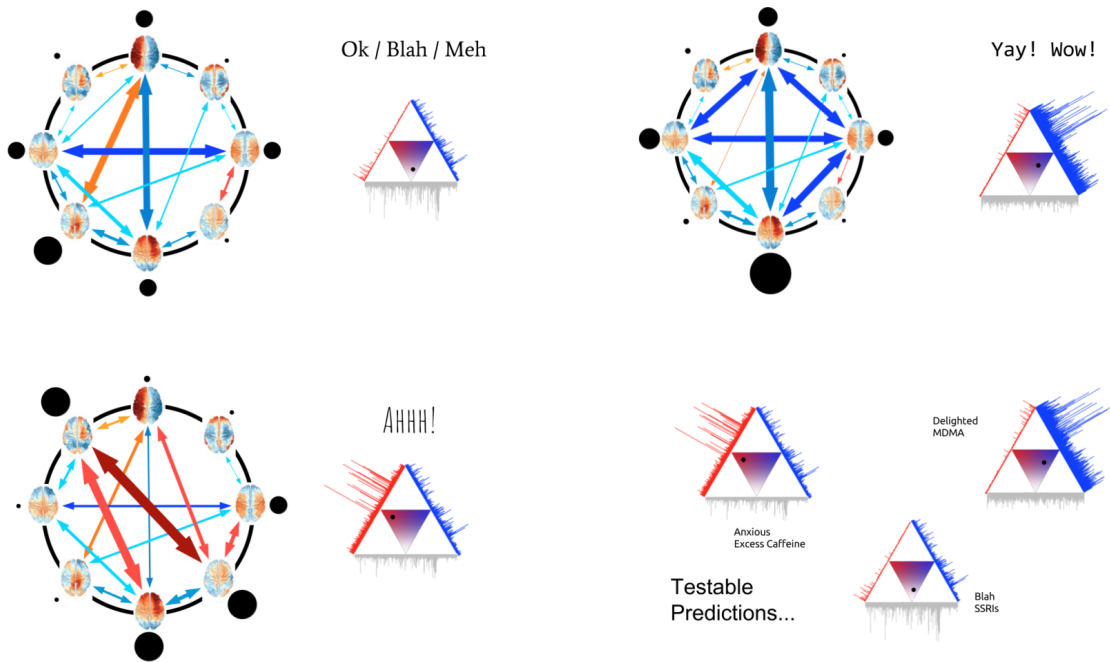 Ok / Blah / Meh
Yay! Wow!
AHHH!
Delighted
MDMA
Anxious
Excess Caffeine
Testable
Predictions...
Blah
SSRIs